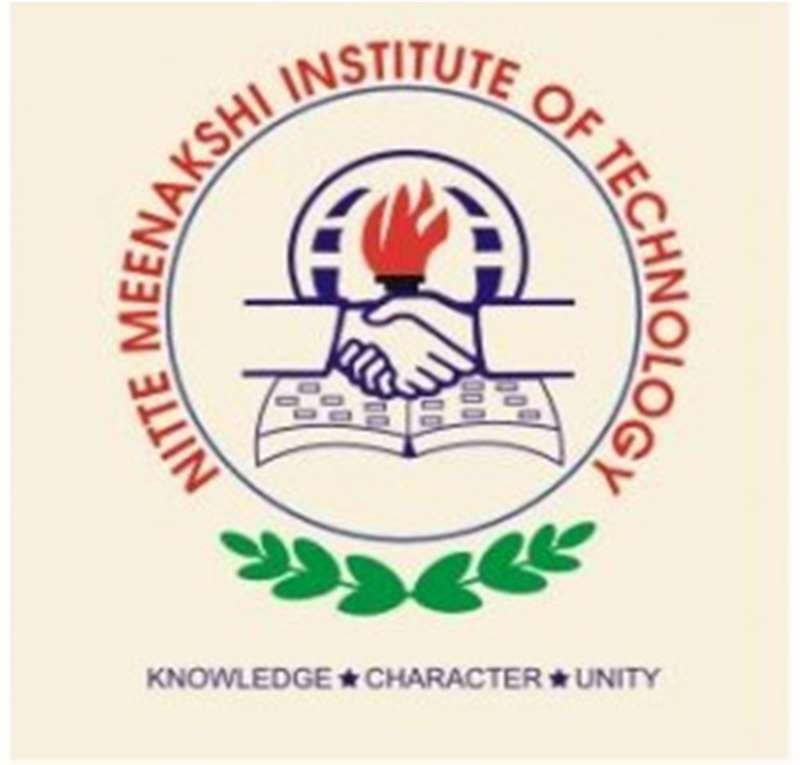 NITTE MEENAKSHI INSTITUTE OF TECHNOLOGY
KNOWLEDGE ★ CHARACTER ★ UNITY